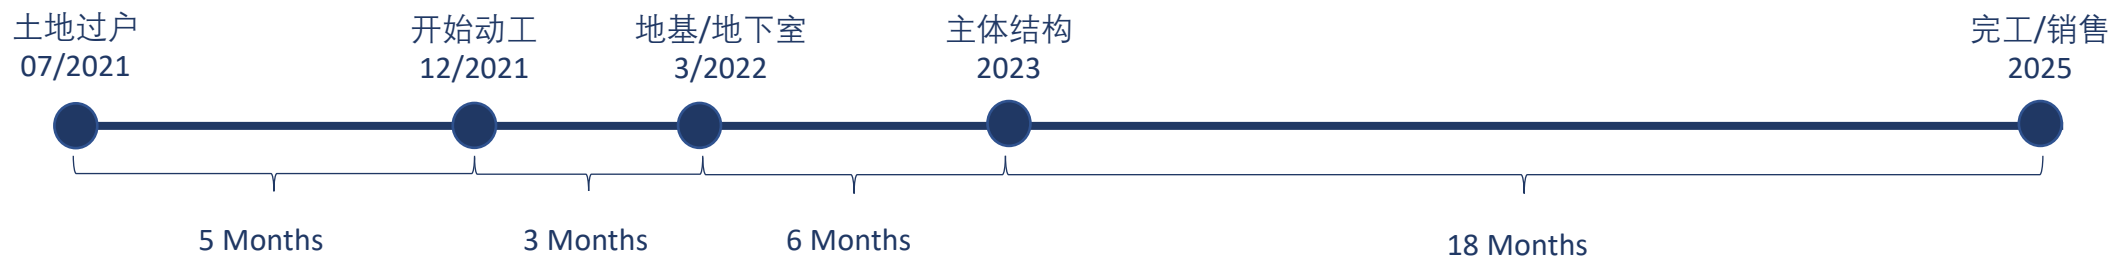 土地过户
07/2021
开始动工
12/2021
地基/地下室
3/2022
主体结构
2023
完工/销售
2025
5 Months
3 Months
6 Months
18 Months